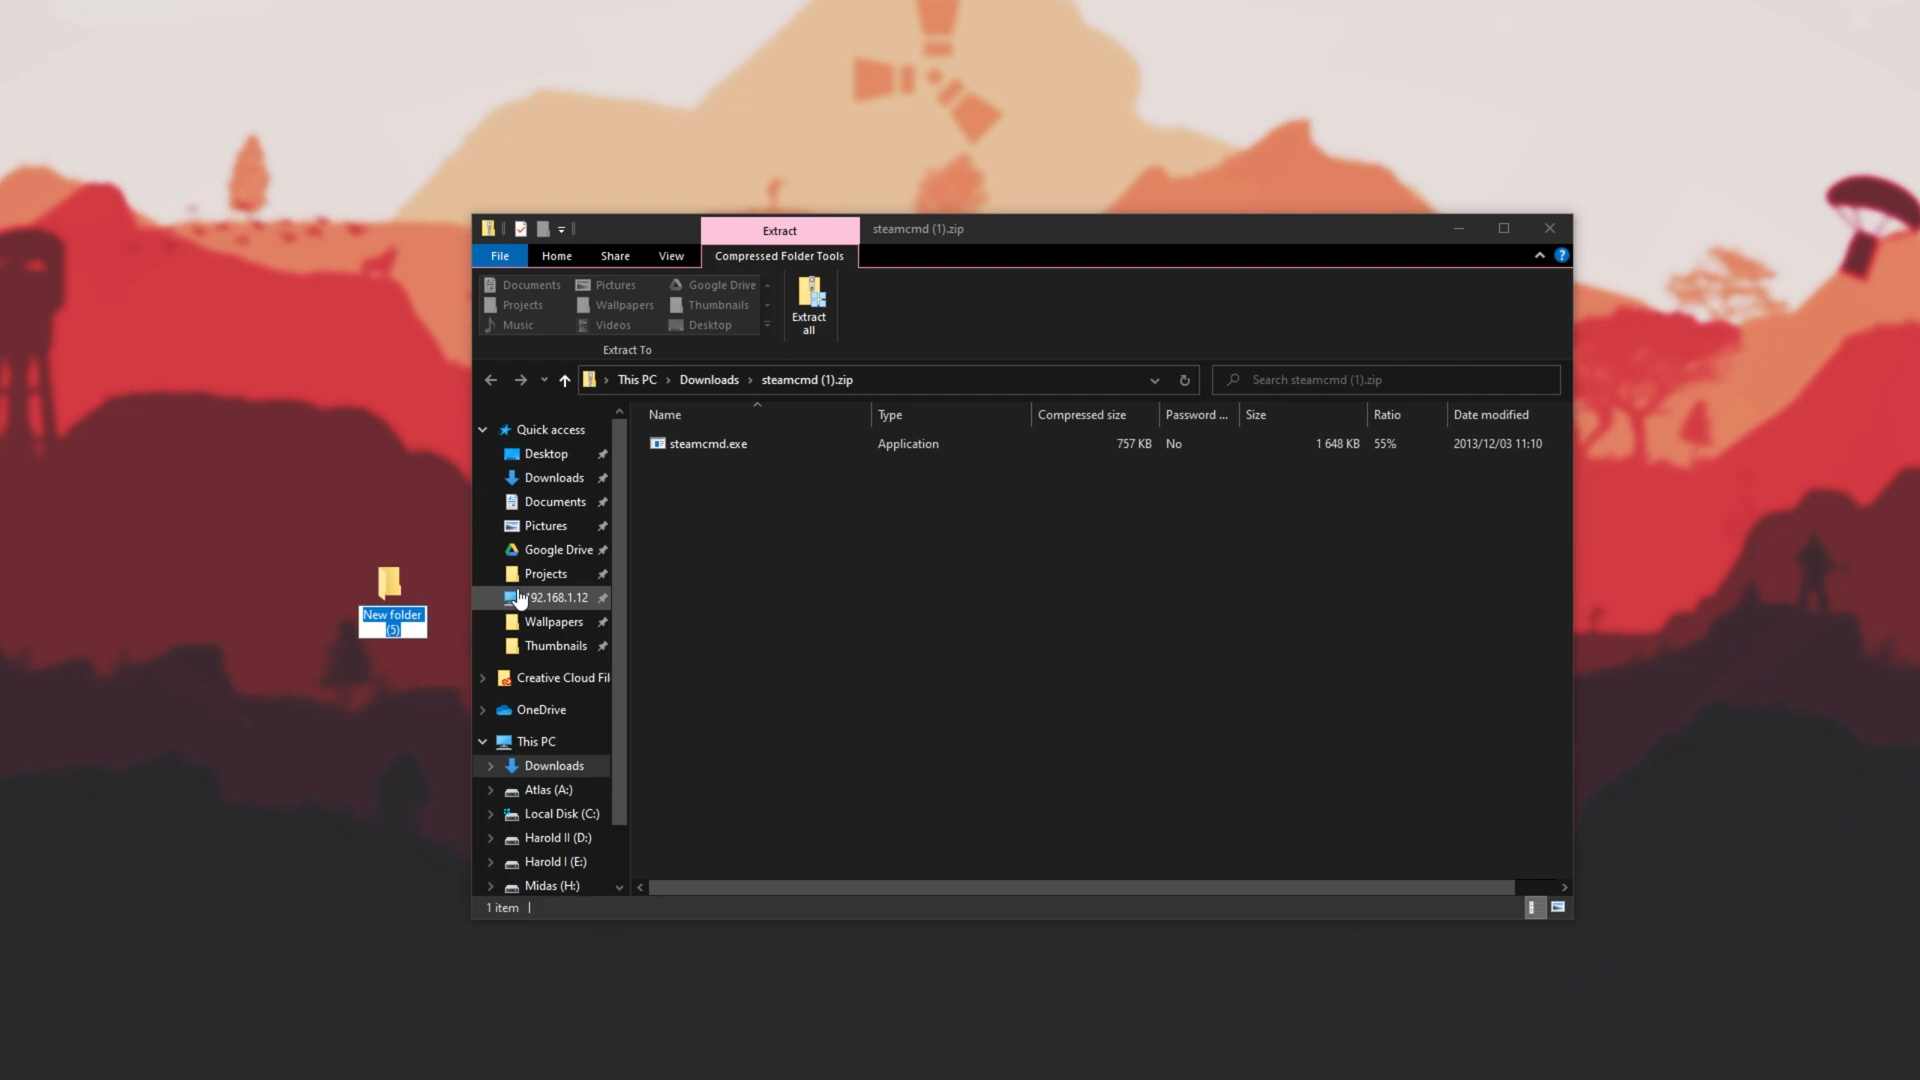 Extract
steamcmd (1).zip
File
Home
Share
View
Compressed Folder Tools
?
Documents
Pictures
Google Drive
Projects
Wallpapers
Thumbnails
Music
Videos
Desktop
Extract
all
Extract To
This PC
Downloads
steamcmd (1).zip
Search steamcmd (1).zip
Name
Type
Compressed size
Password ...
Size
Ratio
Date modified
steamcmd.exe
Application
757 KB
No
1 648 KB
55%
2013/12/03 11:10
Quick access
Desktop
Downloads
Documents
Pictures
Google Drive
Projects
92.168.1.12
Wallpapers
Thumbnails
Creative Cloud Fil
OneDrive
This PC
Downloads
Atlas (A:)
Local Disk (C:)
Harold II (D:)
Harold I (E:)
Midas (H:)
1 item
New folder
(5)